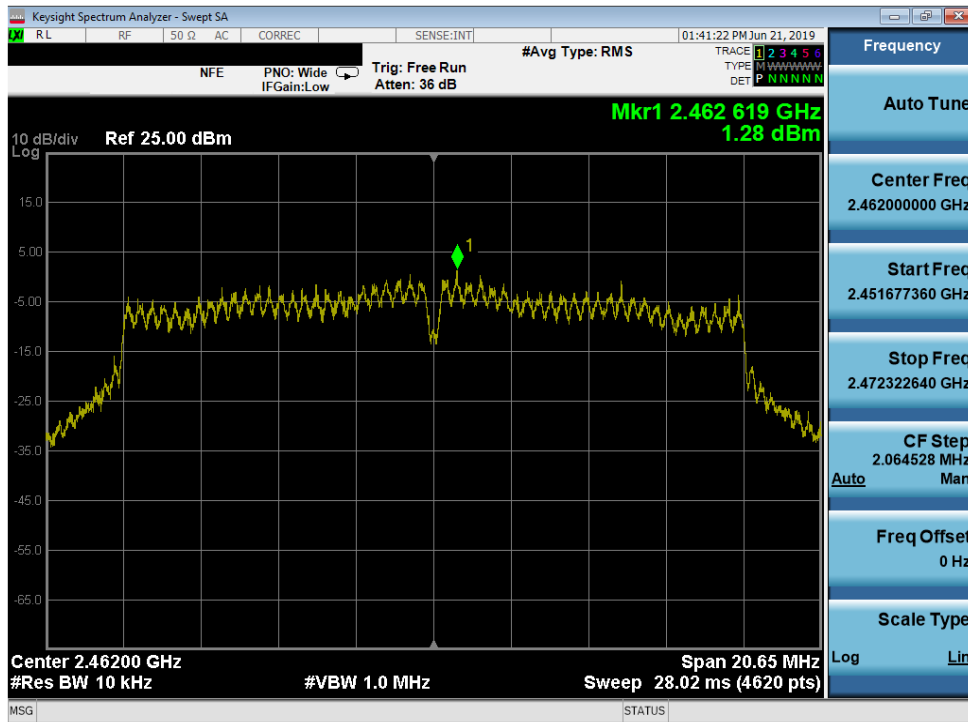 Keysight Spectrum Analyzer - Swept SA
LXI RL RF 50 Ω AC CORREC SENSE:INT 01:41:22 PM Jun 21, 2019
NFE PNO: Wide IFGain:Low
Trig: Free Run
Atten: 36 dB
#Avg Type: RMS
TRACE 1 2 3 4 5 6
TYPE M WWWWW
DET P N N N N N
Mkr1 2.462 619 GHz
1.28 dBm
10 dB/div Ref 25.00 dBm
Log
1
15.0
5.00
-5.00
-15.0
-25.0
-35.0
-45.0
-55.0
-65.0
Center 2.46200 GHz Span 20.65 MHz
#Res BW 10 kHz #VBW 1.0 MHz Sweep 28.02 ms (4620 pts)
MSG STATUS
Frequency
Auto Tune
Center Freq
2.462000000 GHz
Start Freq
2.451677360 GHz
Stop Freq
2.472322640 GHz
CF Step
2.064528 MHz
Auto Man
Freq Offset
0 Hz
Scale Type
Log Lin